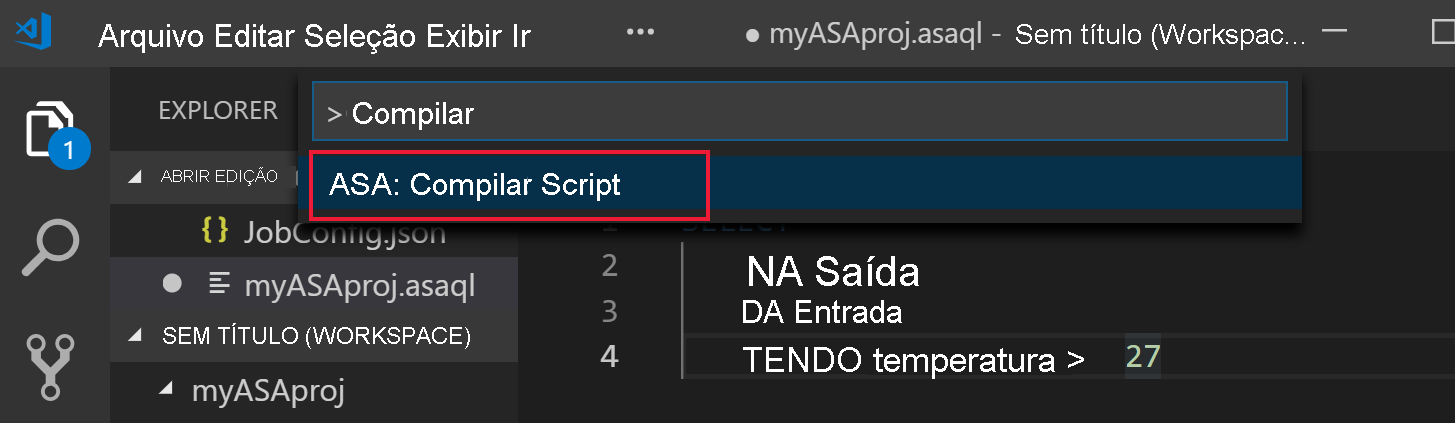 Arquivo Editar Seleção Exibir Ir ··· ● myASAproj.asaql - Sem título (Workspac...
EXPLORER
> Compilar
1
ABRIR EDIÇÃO
ASA: Compilar Script
{ } JobConfig.json
1 SELECT
myASAproj.asaql
2 NA Saída
3 DA Entrada
SEM TÍTULO (WORKSPACE)
4 TENDO temperatura > 27
myASAproj